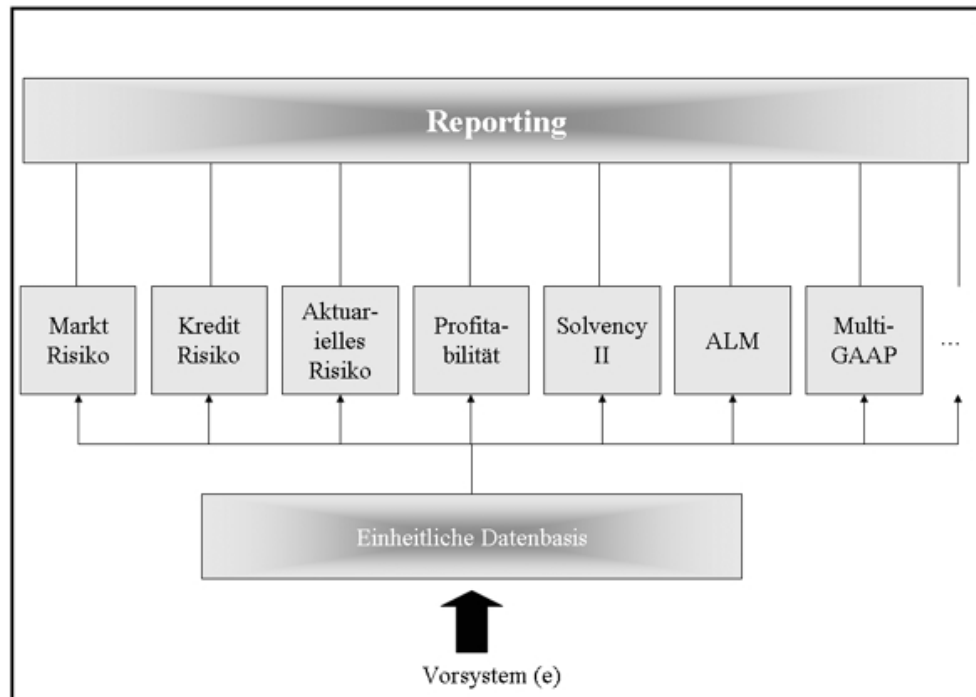 Reporting
Markt
Risiko
Kredit
Risiko
Aktuar-
ielles
Risiko
Profita-
bilität
Solvency
II
ALM
Multi-
GAAP
...
Einheitliche Datenbasis
Vorsystem (e)